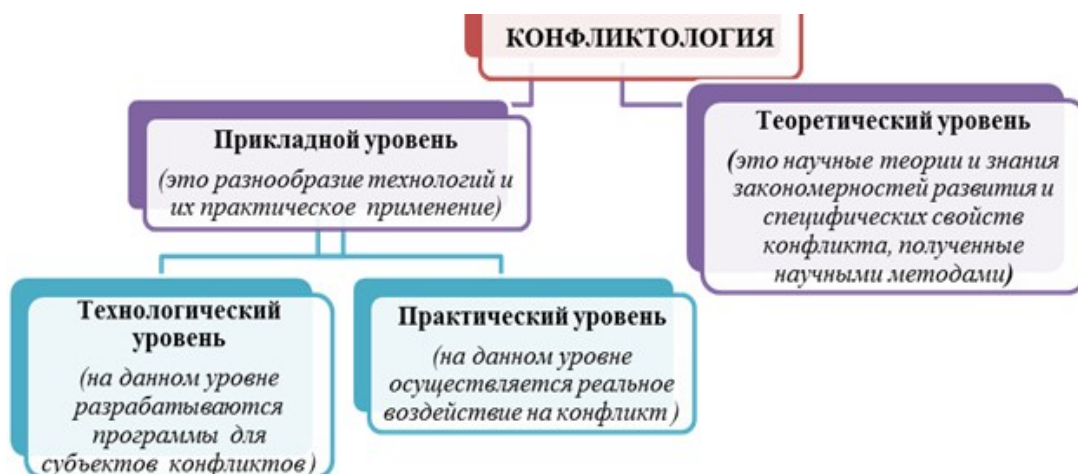 КОНФЛИКТОЛОГИЯ
Прикладной уровень
(это разнообразие технологий и
их практическое применение)
Теоретический уровень
(это научные теории и знания
закономерностей развития и
специфических свойств
конфликта, полученные
научными методами)
Технологический
уровень
(на данном уровне
разрабатываются
программы для
субъектов конфликтов)
Практический уровень
(на данном уровне
осуществляется реальное
воздействие на конфликт )